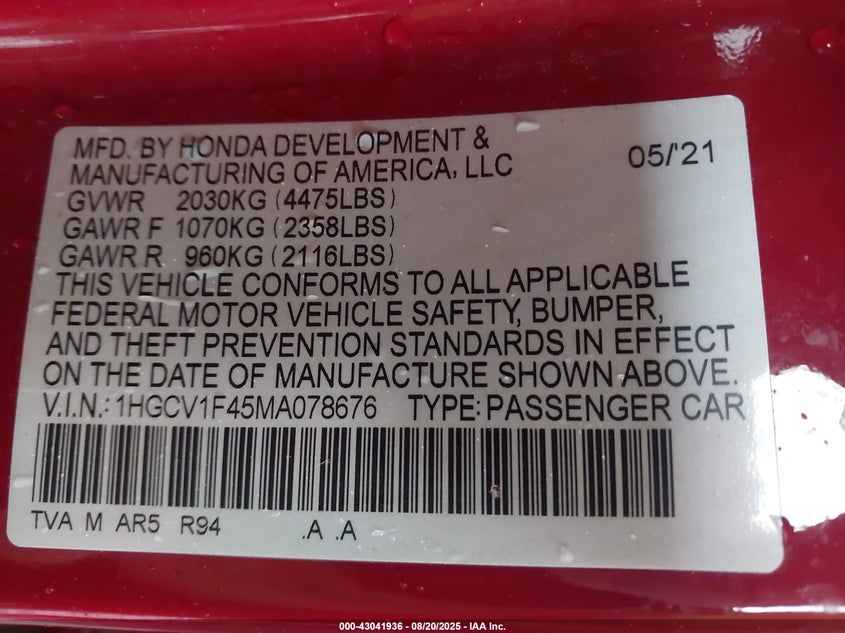 MFD. BY HONDA DEVELOPMENT &
MANUFACTURING OF AMERICA, LLC 05/'21
GVWR 2030KG (4475LBS)
GAWR F 1070KG (2358LBS)
GAWR R 960KG (2116LBS)
THIS VEHICLE CONFORMS TO ALL APPLICABLE
FEDERAL MOTOR VEHICLE SAFETY, BUMPER,
AND THEFT PREVENTION STANDARDS IN EFFECT
ON THE DATE OF MANUFACTURE SHOWN ABOVE.
V.I.N.: 1HGCV1F45MA078676 TYPE: PASSENGER CAR
TVA M AR5 R94 .A .A
000-43041936 - 08/20/2025 - IAA Inc.